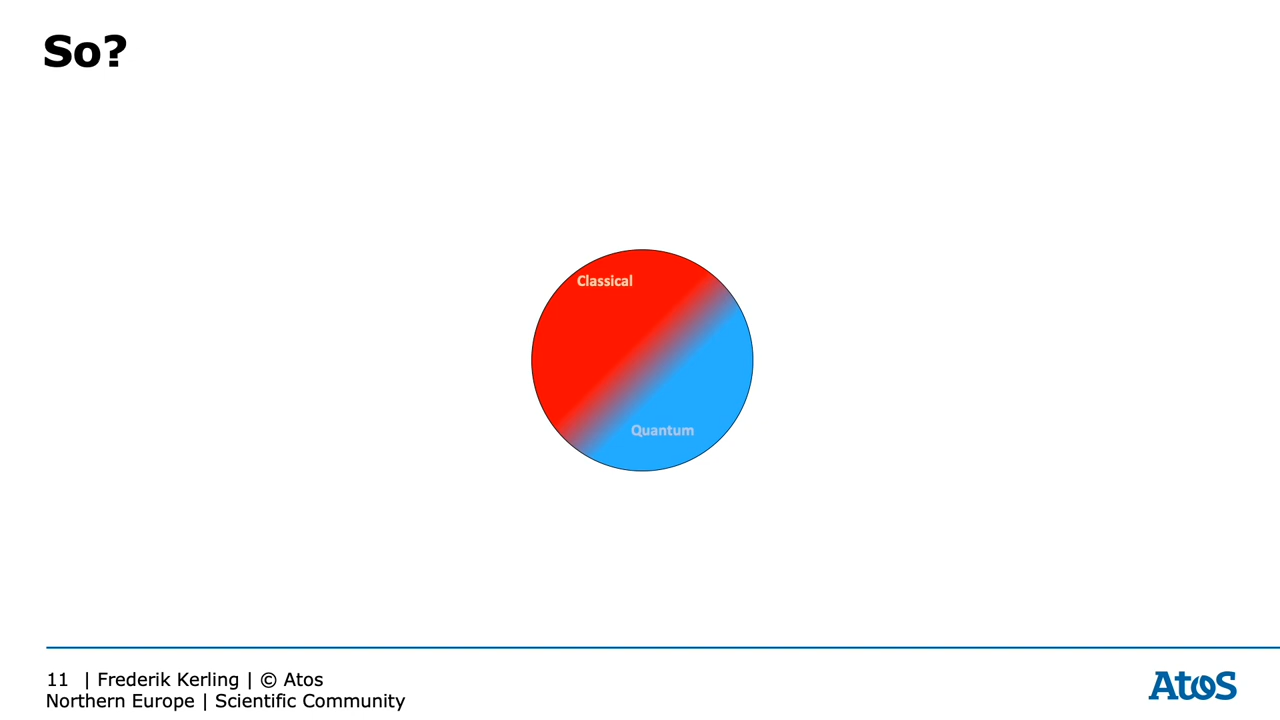 So?
Classical
Quantum
11 | Frederik Kerling | © Atos
Northern Europe | Scientific Community
Atos